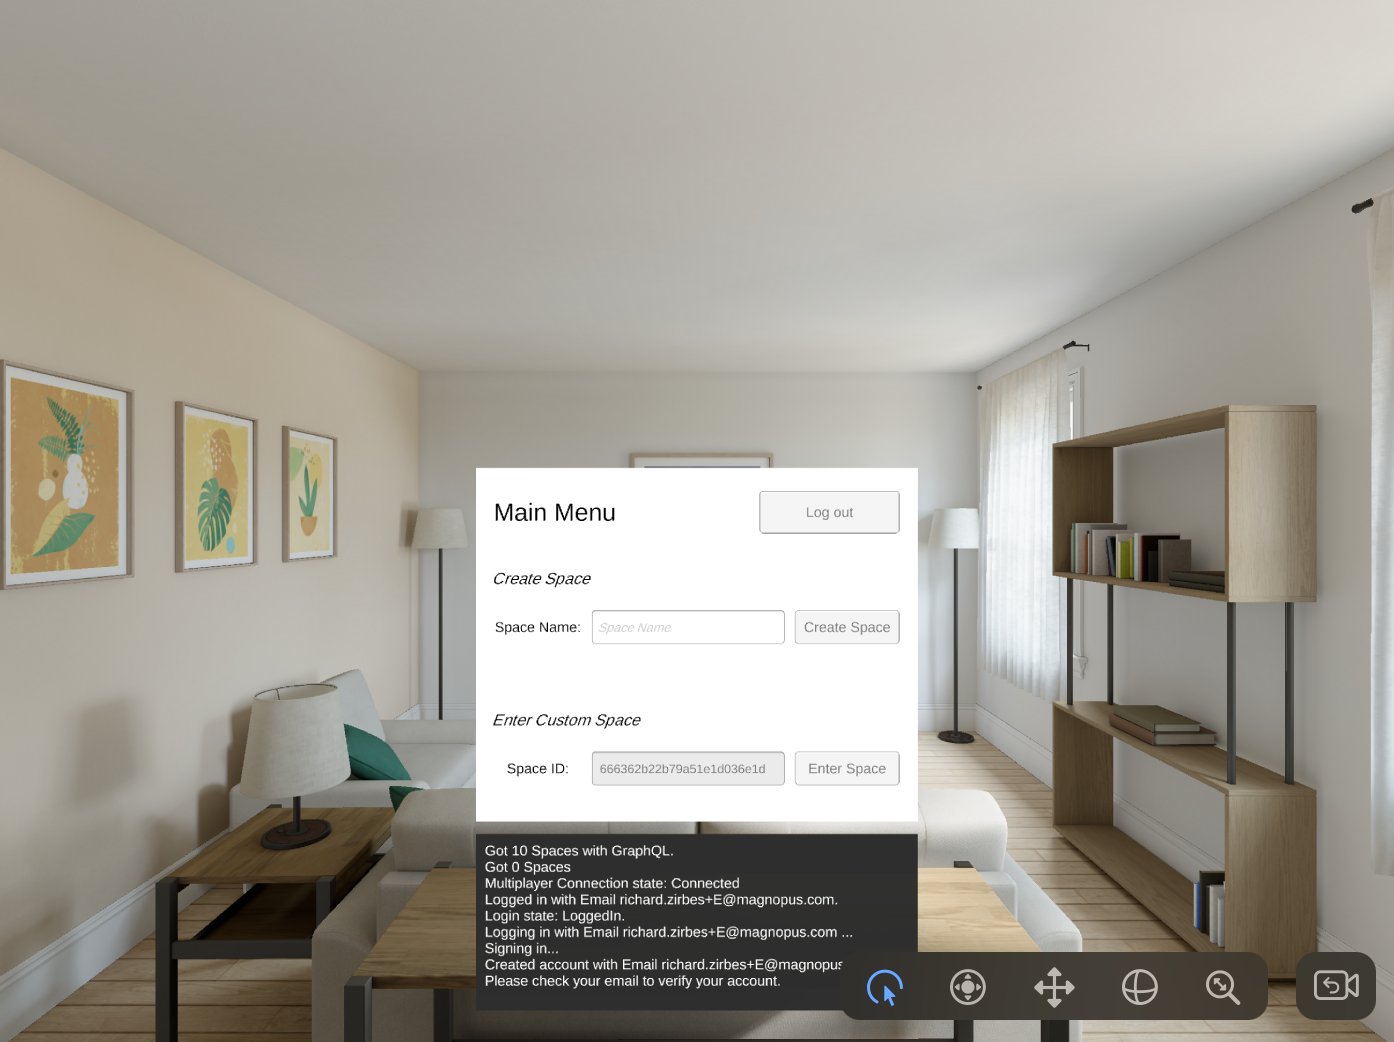 Main Menu
Log out
Create Space
Space Name:
Space Name
Create Space
Enter Custom Space
Space ID:
666362b22b79a51e1d036e1d
Enter Space
Got 10 Spaces with GraphQL.
Got 0 Spaces
Multiplayer Connection state: Connected
Logged in with Email richard.zirbes+E@magnopus.com.
Login state: LoggedIn.
Logging in with Email richard.zirbes+E@magnopus.com ...
Signing in...
Created account with Email richard.zirbes+E@magnopus
Please check your email to verify your account.